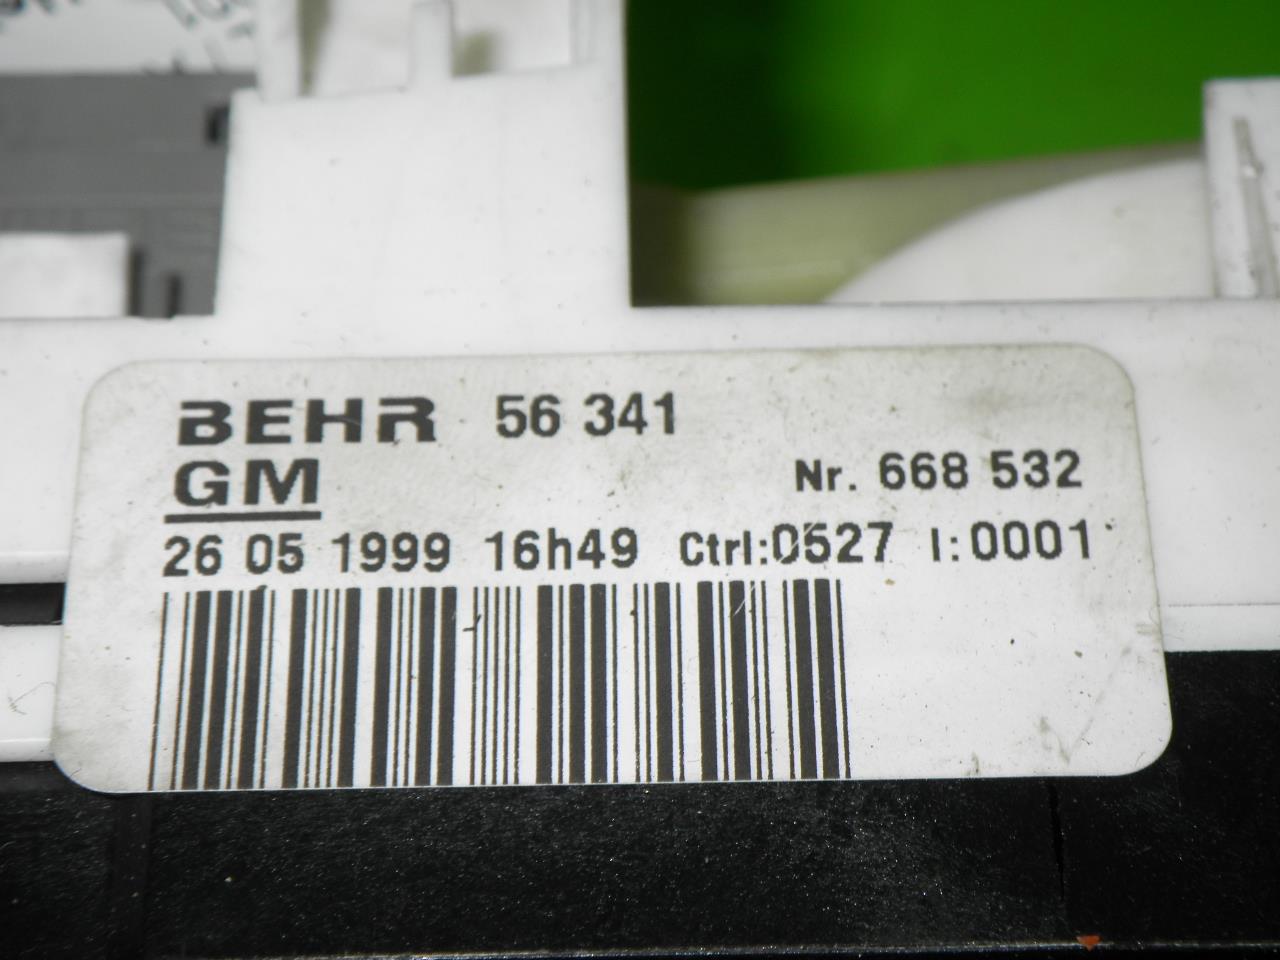 BEHR 56 341
GM Nr. 668 532
26 05 1999 16h49 Ctrl:0527 I:0001